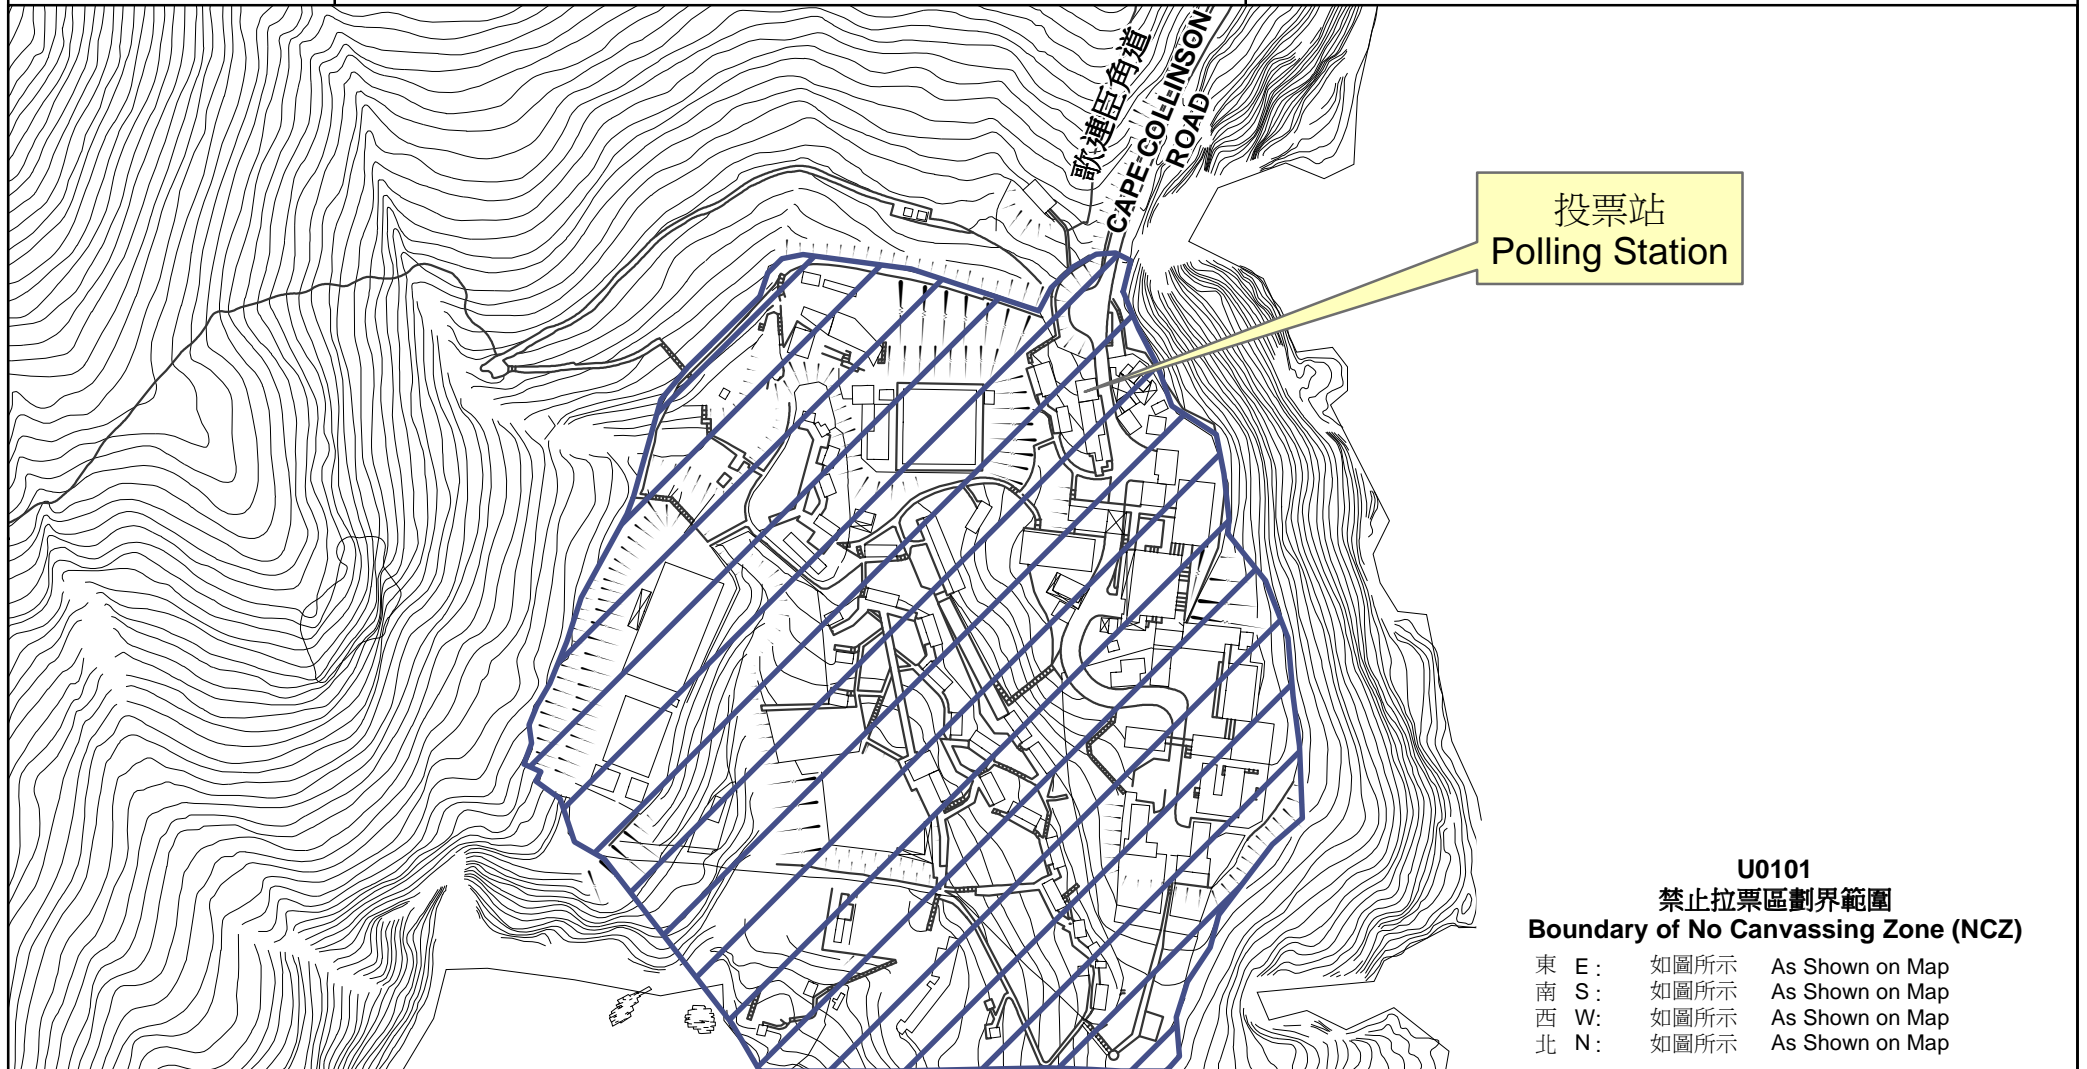 歌連臣角道
CAPE COLLINSON
ROAD
投票站
Polling Station
U0101
禁止拉票區劃界範圍
Boundary of No Canvassing Zone (NCZ)
東 E : 如圖所示 As Shown on Map
南 S : 如圖所示 As Shown on Map
西 W: 如圖所示 As Shown on Map
北 N : 如圖所示 As Shown on Map